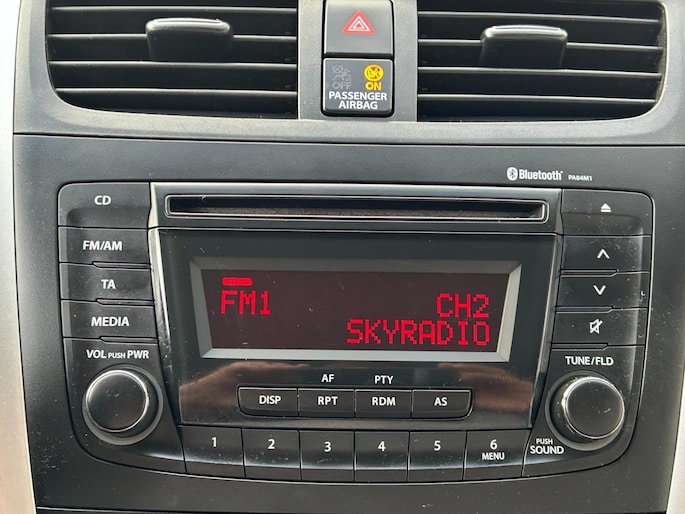 OFF ON
PASSENGER
AIRBAG
Bluetooth® PA84M1
CD
FM/AM
TA
MEDIA
VOL PUSH PWR
FM1 CH2
SKYRADIO
TUNE/FLD
AF PTY
DISP RPT RDM AS
1 2 3 4 5 6
MENU
PUSH
SOUND